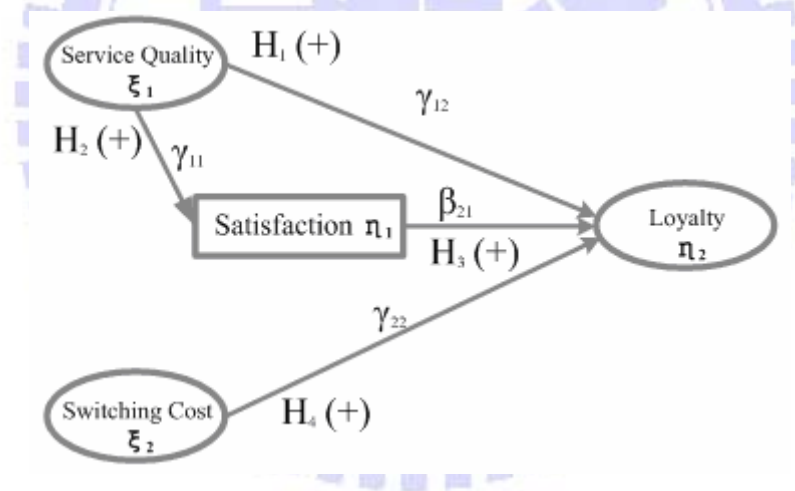 Service Quality
ξ₁
H₁ (+)
γ₁₂
H₂ (+)
γ₁₁
Satisfaction η₁
β₂₁
H₃ (+)
Loyalty
η₂
γ₂₂
Switching Cost
ξ₂
H₄ (+)